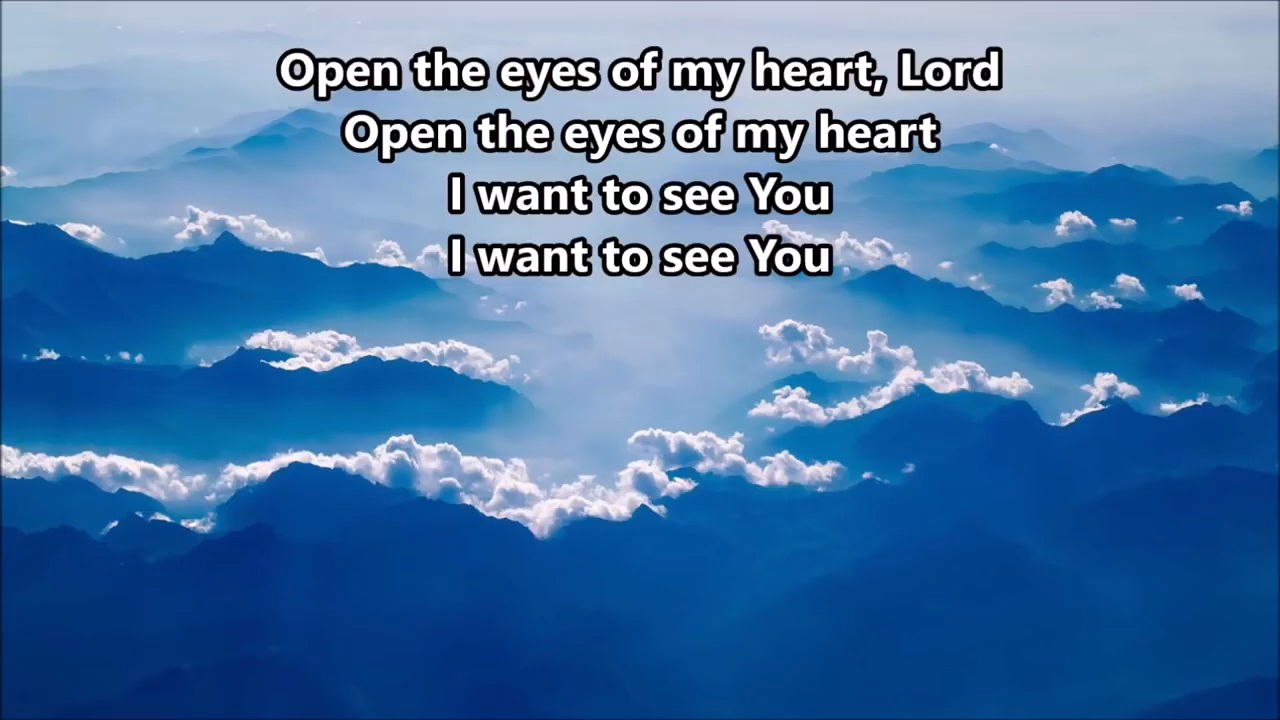 Open the eyes of my heart, Lord
Open the eyes of my heart
I want to see You
I want to see You